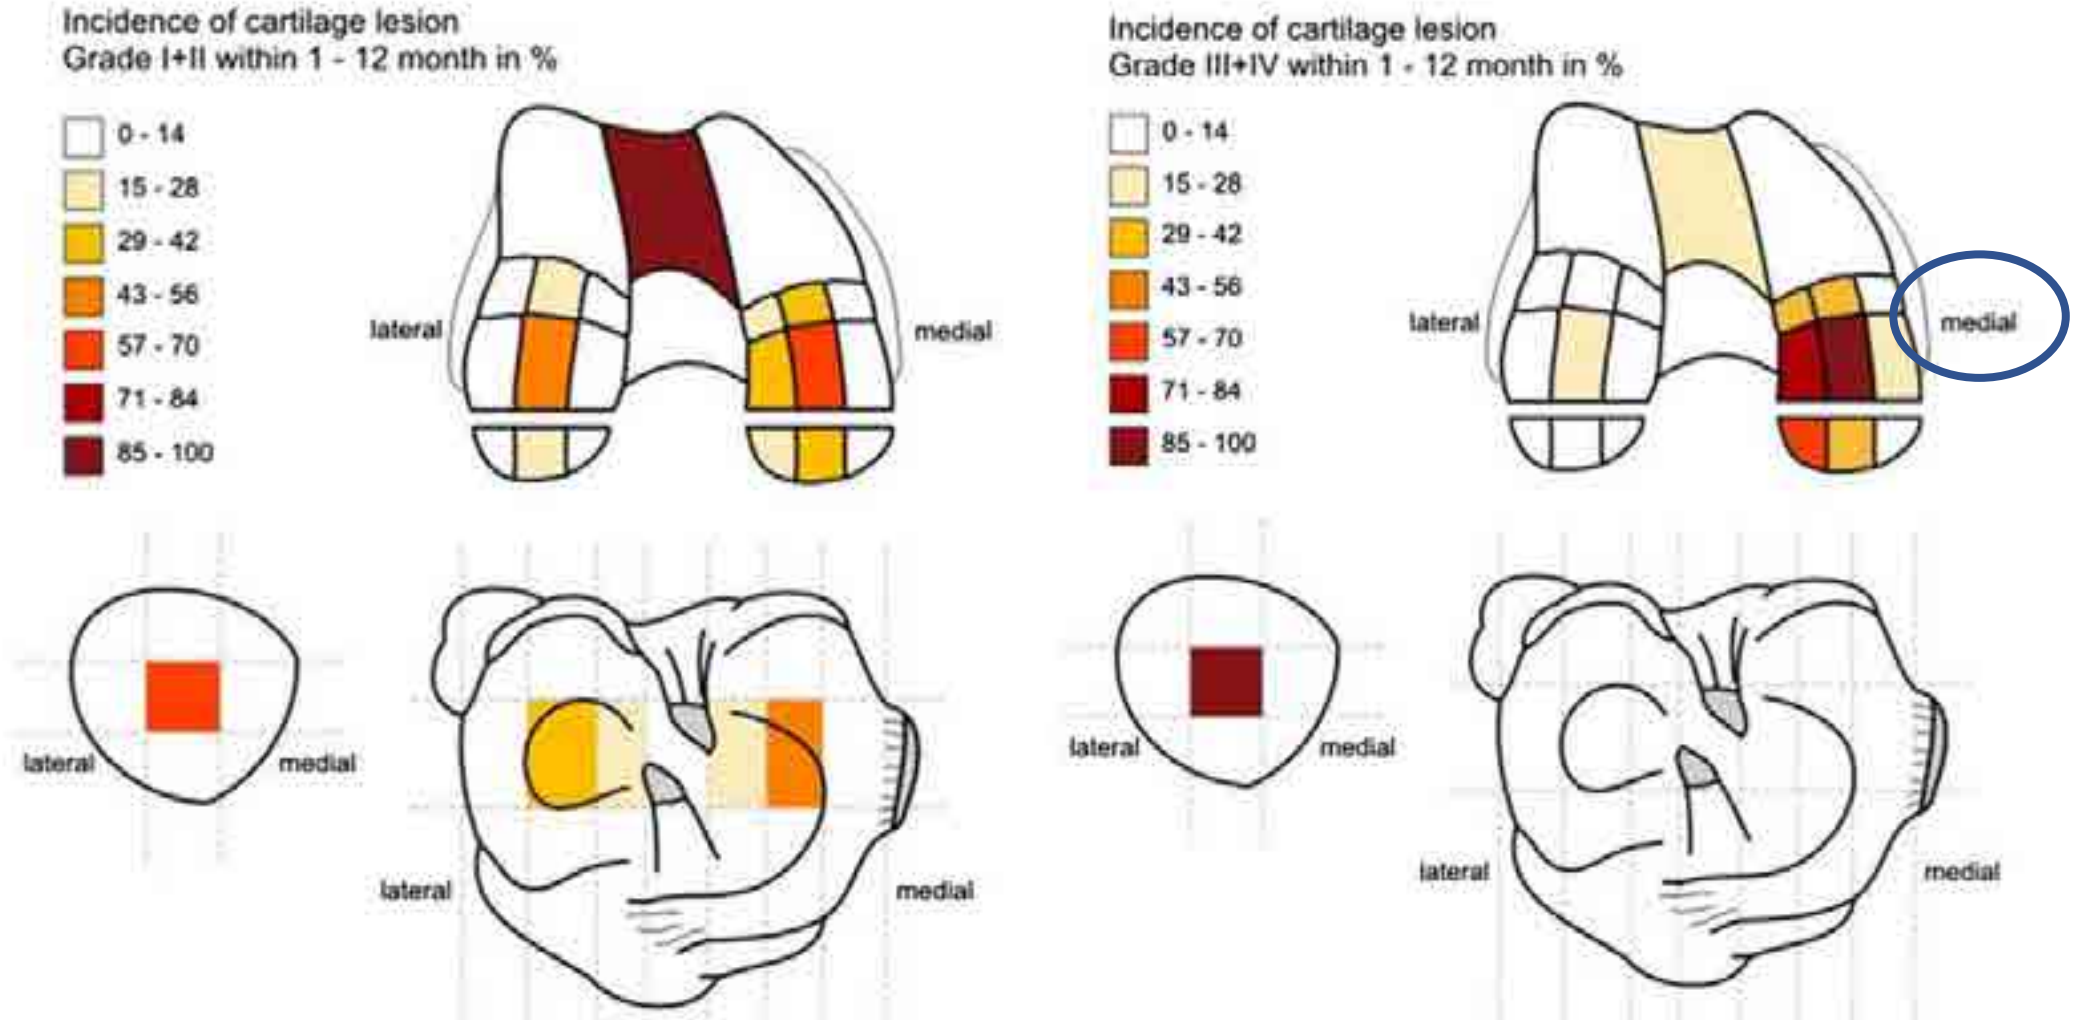 Incidence of cartilage lesion
Grade I+II within 1 - 12 month in %
0 - 14
15 - 28
29 - 42
43 - 56
57 - 70
71 - 84
85 - 100
lateral
medial
lateral
medial
lateral
medial
Incidence of cartilage lesion
Grade III+IV within 1 - 12 month in %
0 - 14
15 - 28
29 - 42
43 - 56
57 - 70
71 - 84
85 - 100
lateral
medial
lateral
medial
lateral
medial